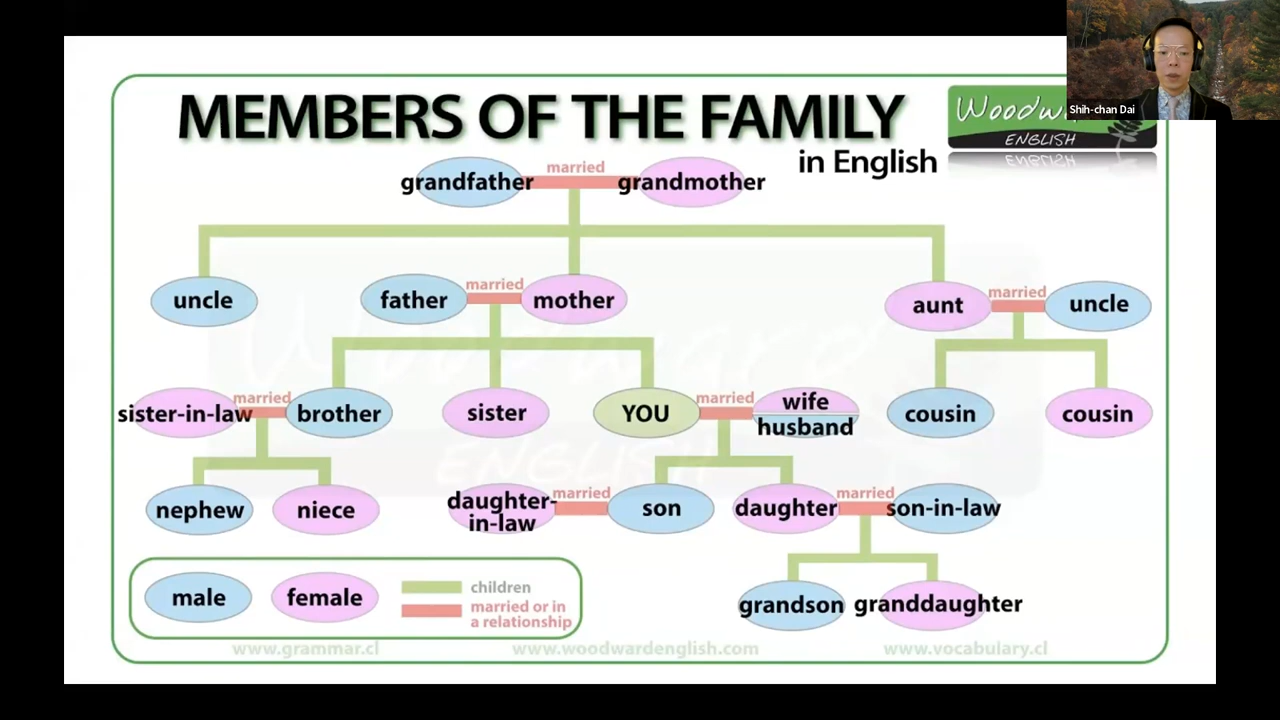 MEMBERS OF THE FAMILY
in English
Shih-chan Dai
ENGLISH
married
grandfather grandmother
married
uncle father mother
married
aunt uncle
married
sister-in-law brother sister YOU
married
wife
husband
cousin cousin
nephew niece
daughter-
in-law
married
son daughter
married
son-in-law
grandson granddaughter
male female
children
married or in
a relationship
www.grammar.cl www.woodwardenglish.com www.vocabulary.cl